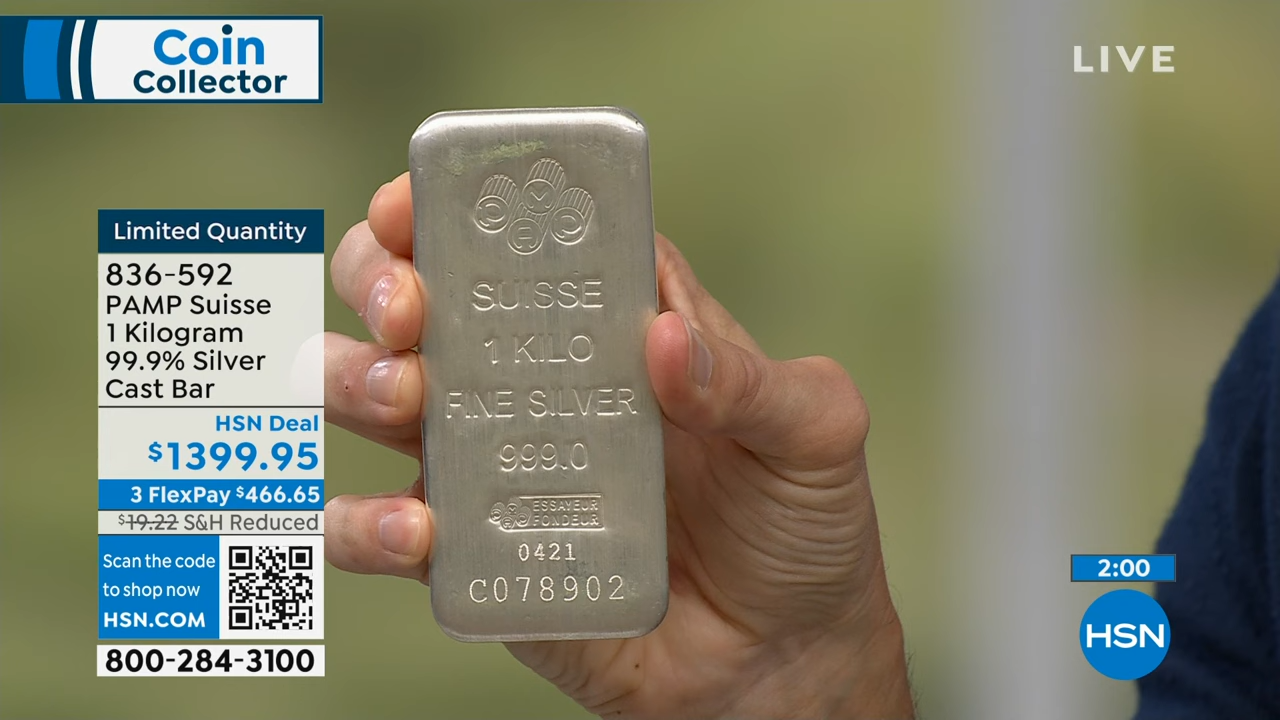 Coin
Collector
LIVE
Limited Quantity
836-592
PAMP Suisse
1 Kilogram
99.9% Silver
Cast Bar
HSN Deal
$1399.95
3 FlexPay $466.65
$19.22 S&H Reduced
Scan the code
to shop now
HSN.COM
800-284-3100
PAMP
SUISSE
1 KILO
FINE SILVER
999.0
PAMP ESSAYEUR
FONDEUR
0421
C078902
2:00
HSN